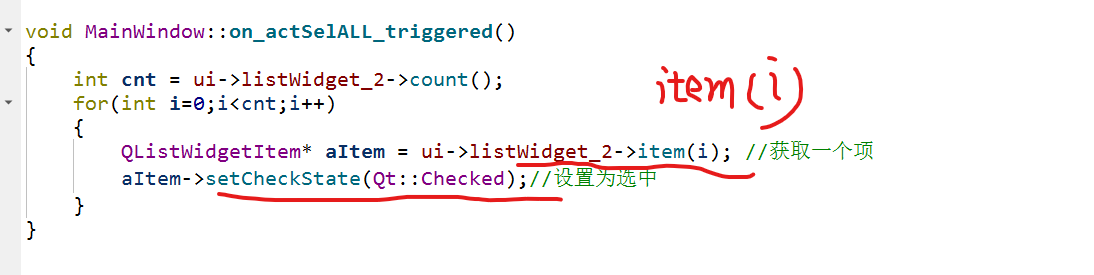 void MainWindow::on_actSelALL_triggered()
{
int cnt = ui->listWidget_2->count();
item(i)
for(int i=0;i<cnt;i++)
{
QListWidgetItem* aItem = ui->listWidget_2->item(i); //获取一个项
aItem->setCheckState(Qt::Checked);//设置为选中
}
}